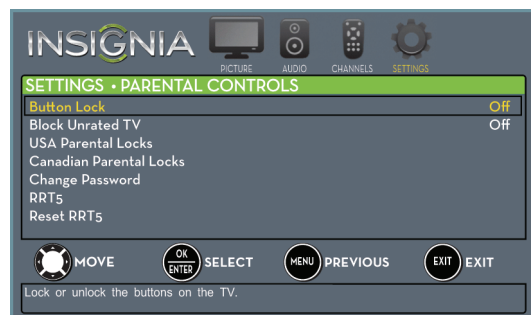 INSIGNIA
PICTURE AUDIO CHANNELS SETTINGS
SETTINGS • PARENTAL CONTROLS
Button Lock Off
Block Unrated TV Off
USA Parental Locks
Canadian Parental Locks
Change Password
RRT5
Reset RRT5
MOVE OK ENTER SELECT MENU PREVIOUS EXIT EXIT
Lock or unlock the buttons on the TV.